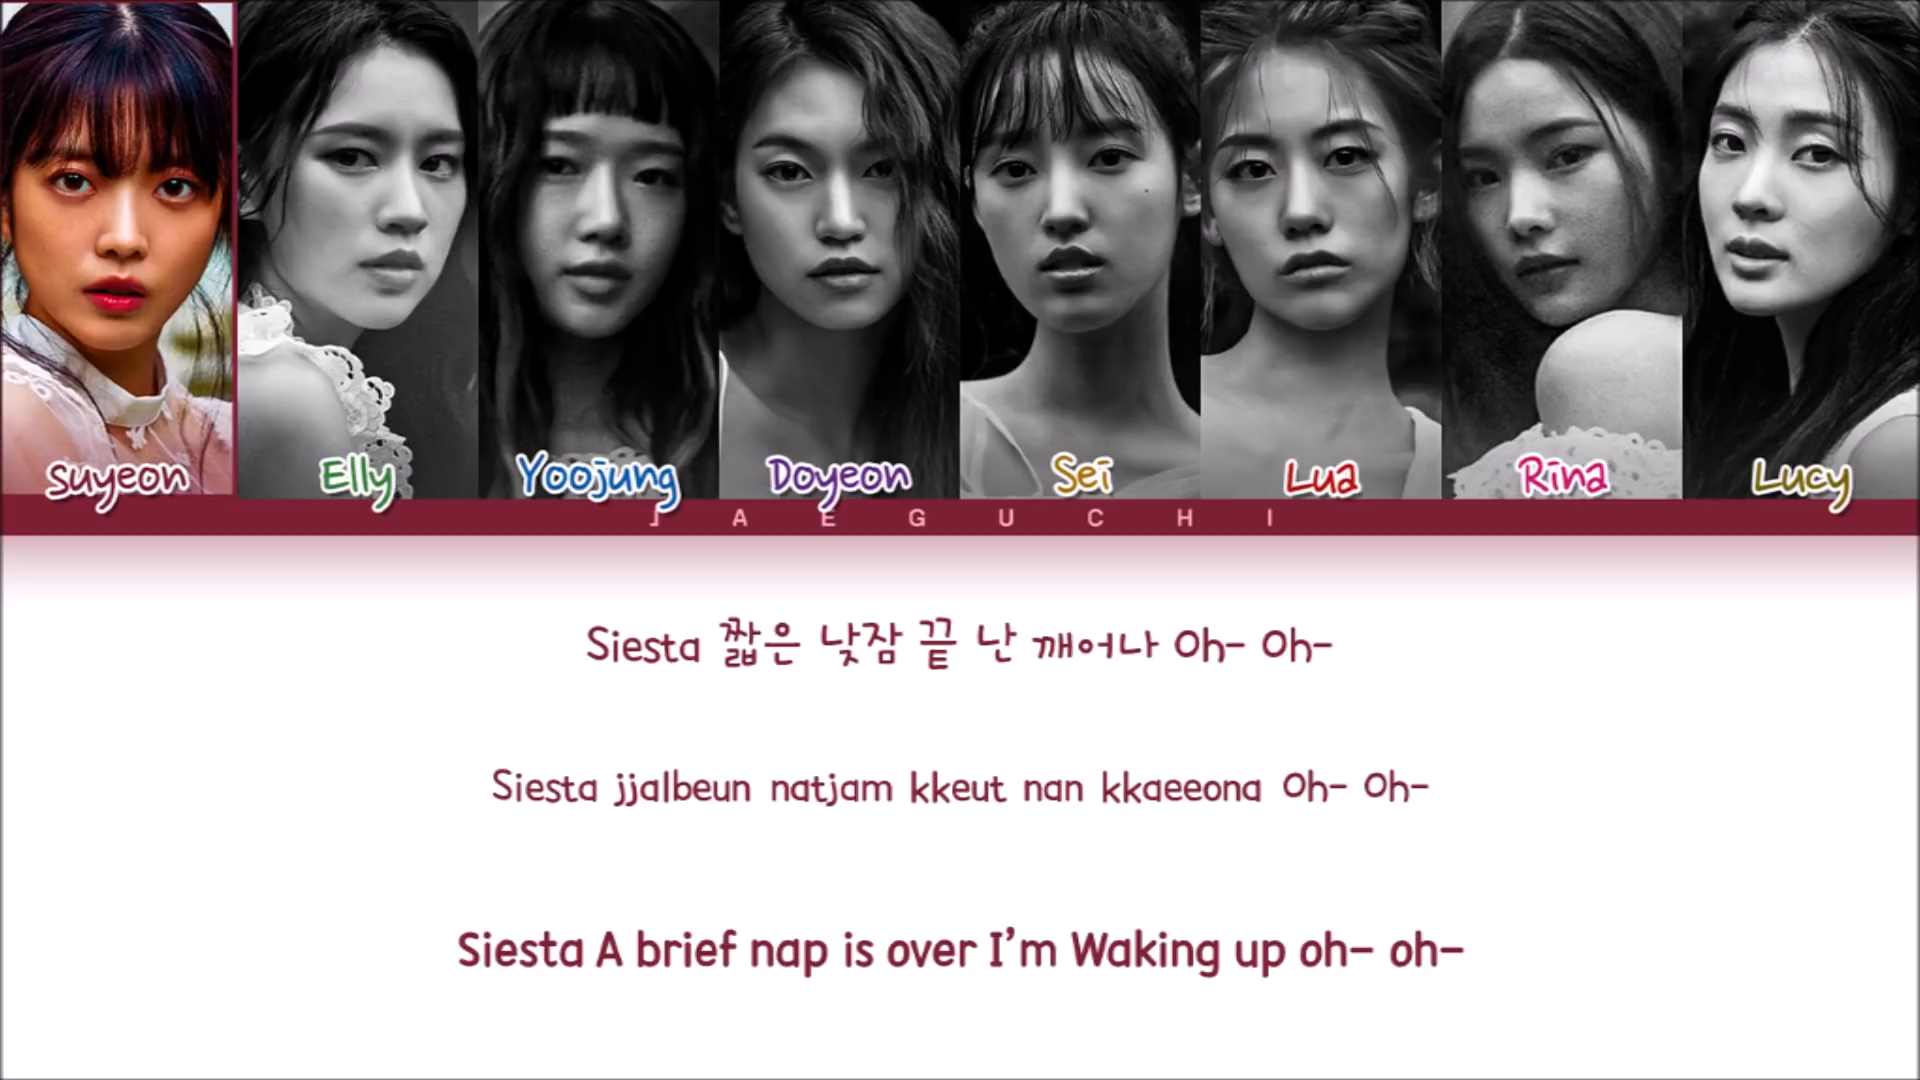 Suyeon Elly Yoojung Doyeon Sei Lua Rina Lucy
JAEGUCHI
Siesta 짧은 낮잠 끝 난 깨어나 Oh- Oh-
Siesta jjalbeun natjam kkeut nan kkaeeona Oh- Oh-
Siesta A brief nap is over I'm Waking up oh- oh-